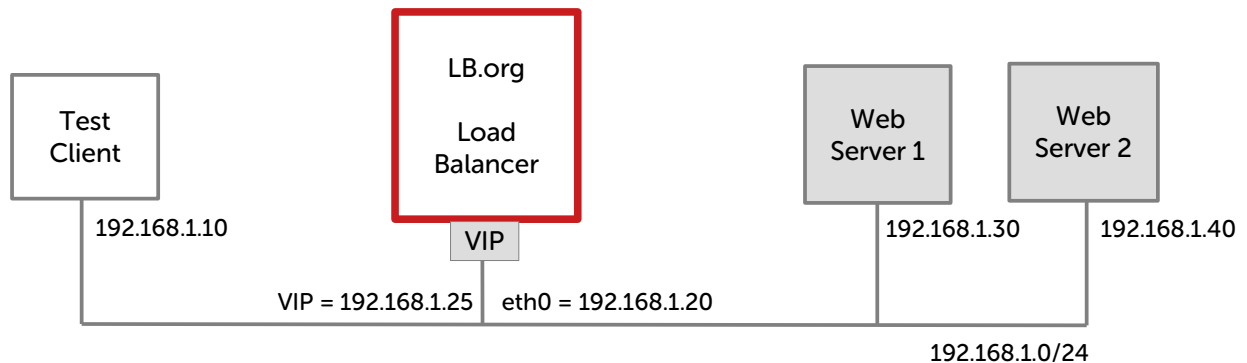 LB.org
Load
Balancer
Test
Client
Web
Server 1
Web
Server 2
192.168.1.10
VIP
192.168.1.30
192.168.1.40
VIP = 192.168.1.25
eth0 = 192.168.1.20
192.168.1.0/24